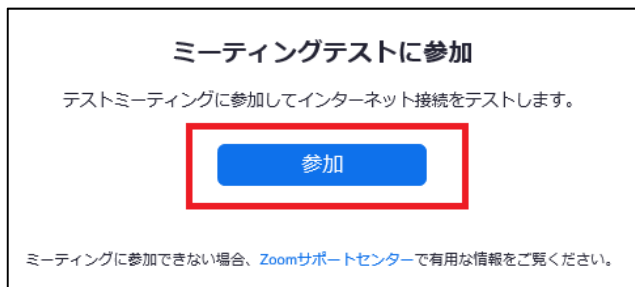 ミーティングテストに参加
テストミーティングに参加してインターネット接続をテストします。
参加
ミーティングに参加できない場合、Zoomサポートセンターで有用な情報をご覧ください。